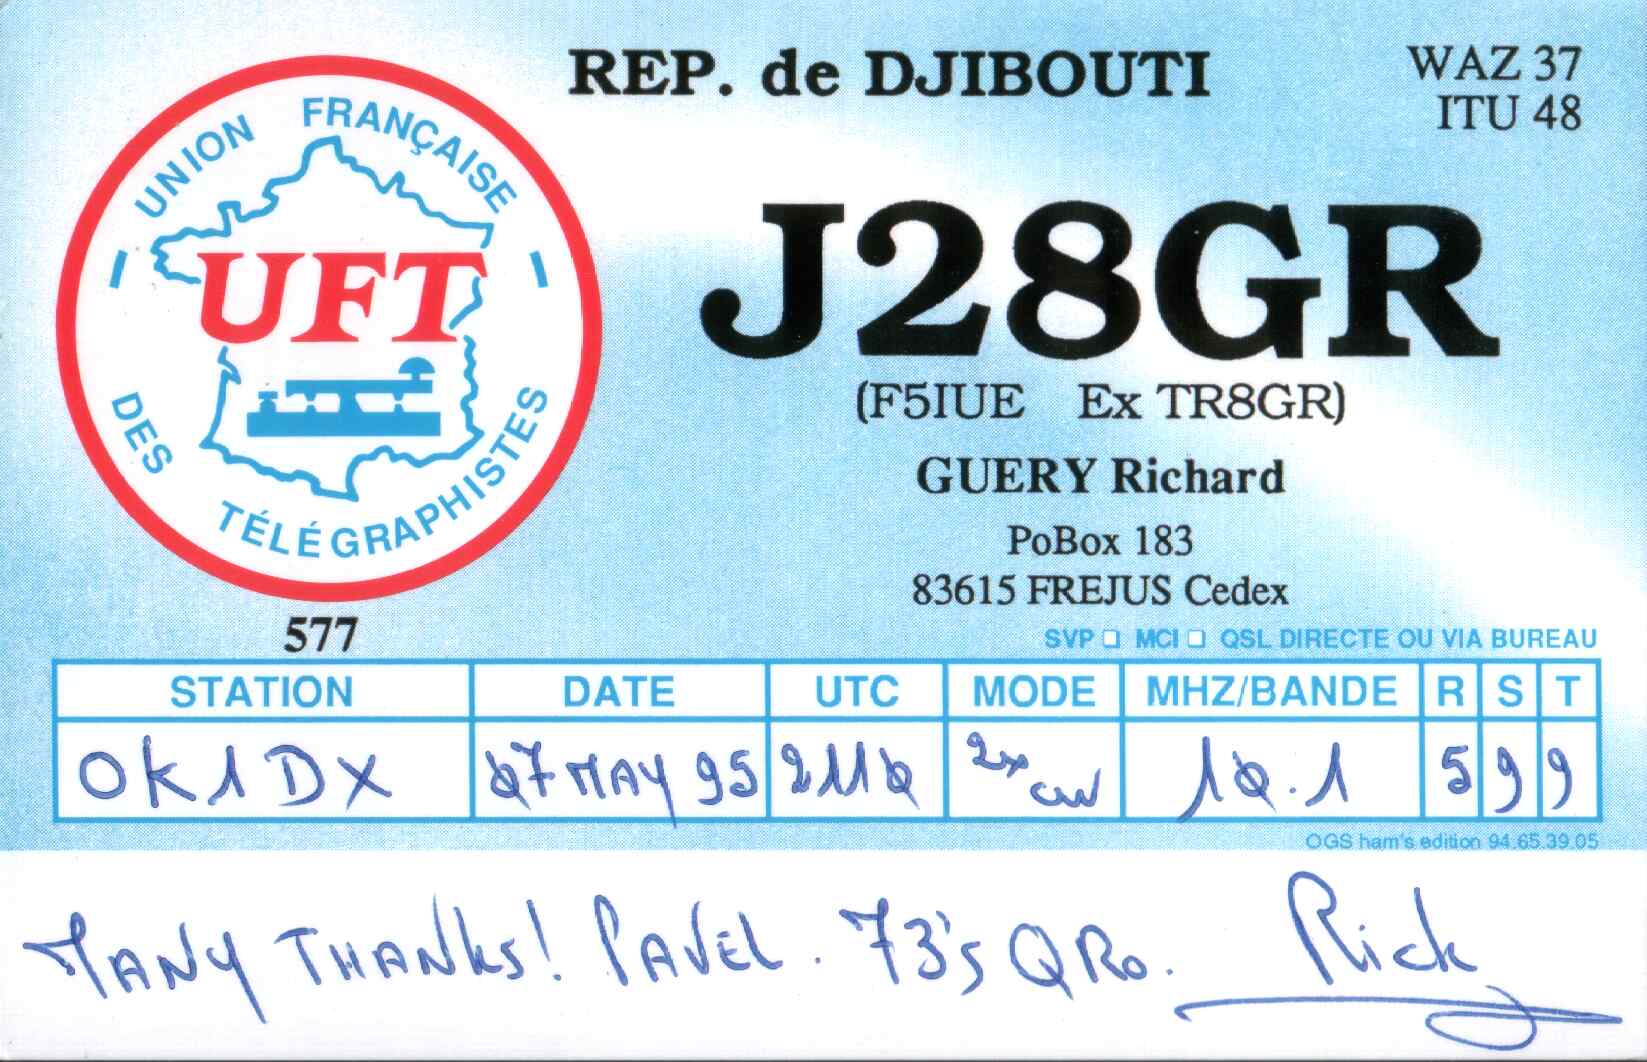 REP. de DJIBOUTI
WAZ 37
ITU 48
UNION FRANÇAISE
DES TÉLÉGRAPHISTES
UFT
577
J28GR
(F5IUE Ex TR8GR)
GUERY Richard
PoBox 183
83615 FREJUS Cedex
SVP □ MCI □ QSL DIRECTE OU VIA BUREAU
STATION DATE UTC MODE MHZ/BANDE R S T
OK1DX 07 MAY 95 2110 2x cw 10.1 5 9 9
OGS ham's edition 94.65.39.05
MANY THANKS! PAVEL. 73's QRO. Rick